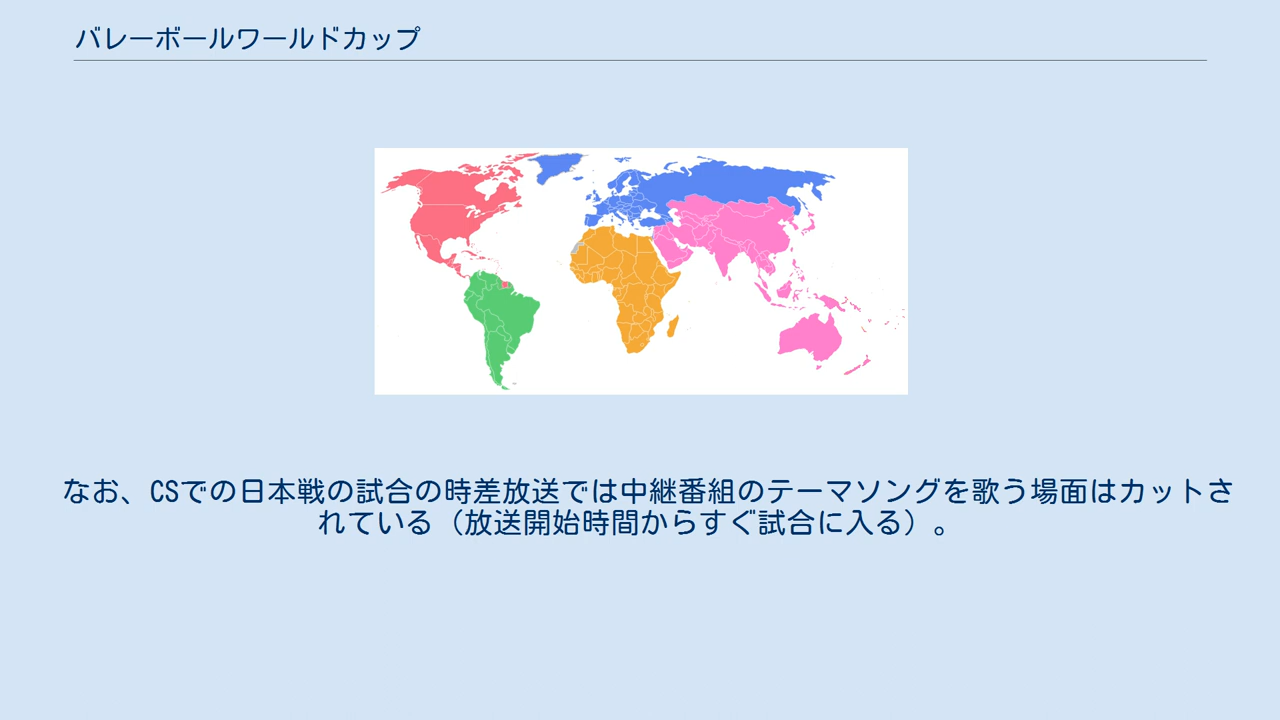 バレーボールワールドカップ
なお、CSでの日本戦の試合の時差放送では中継番組のテーマソングを歌う場面はカットさ
れている（放送開始時間からすぐ試合に入る）。